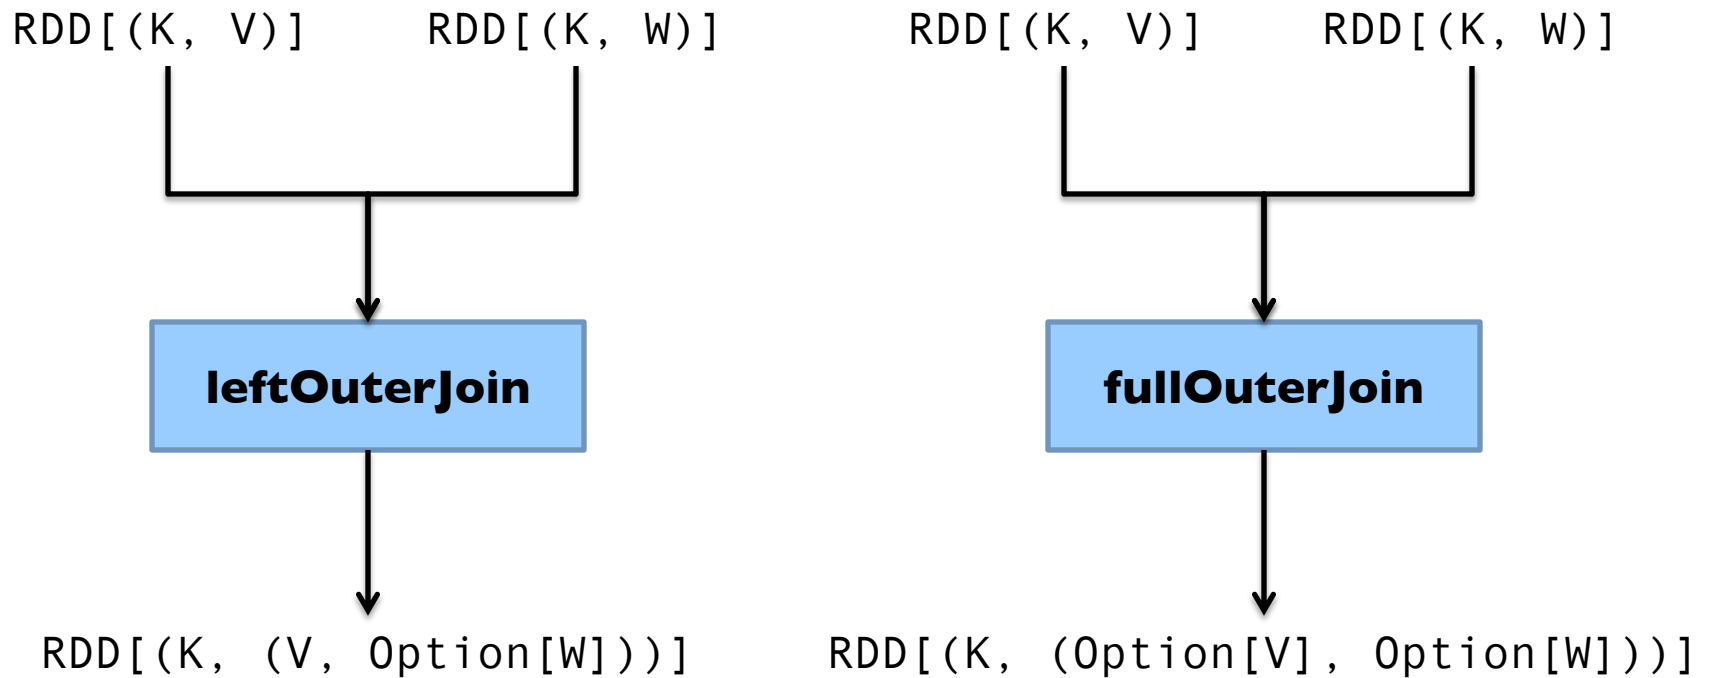 RDD[(K, V)] RDD[(K, W)]
leftOuterJoin
RDD[(K, (V, Option[W]))]
RDD[(K, V)] RDD[(K, W)]
fullOuterJoin
RDD[(K, (Option[V], Option[W]))]